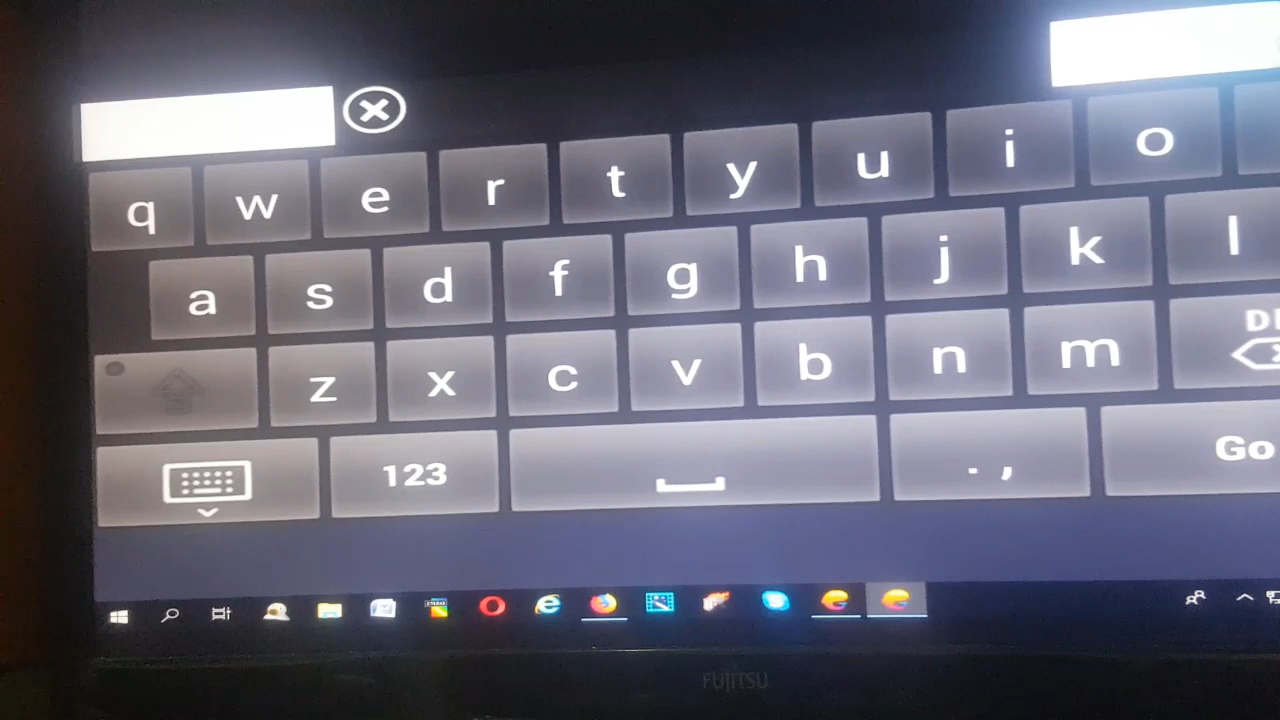 q w e r t y u i o
a s d f g h j k l
z x c v b n m
123 . , Go
FUJITSU